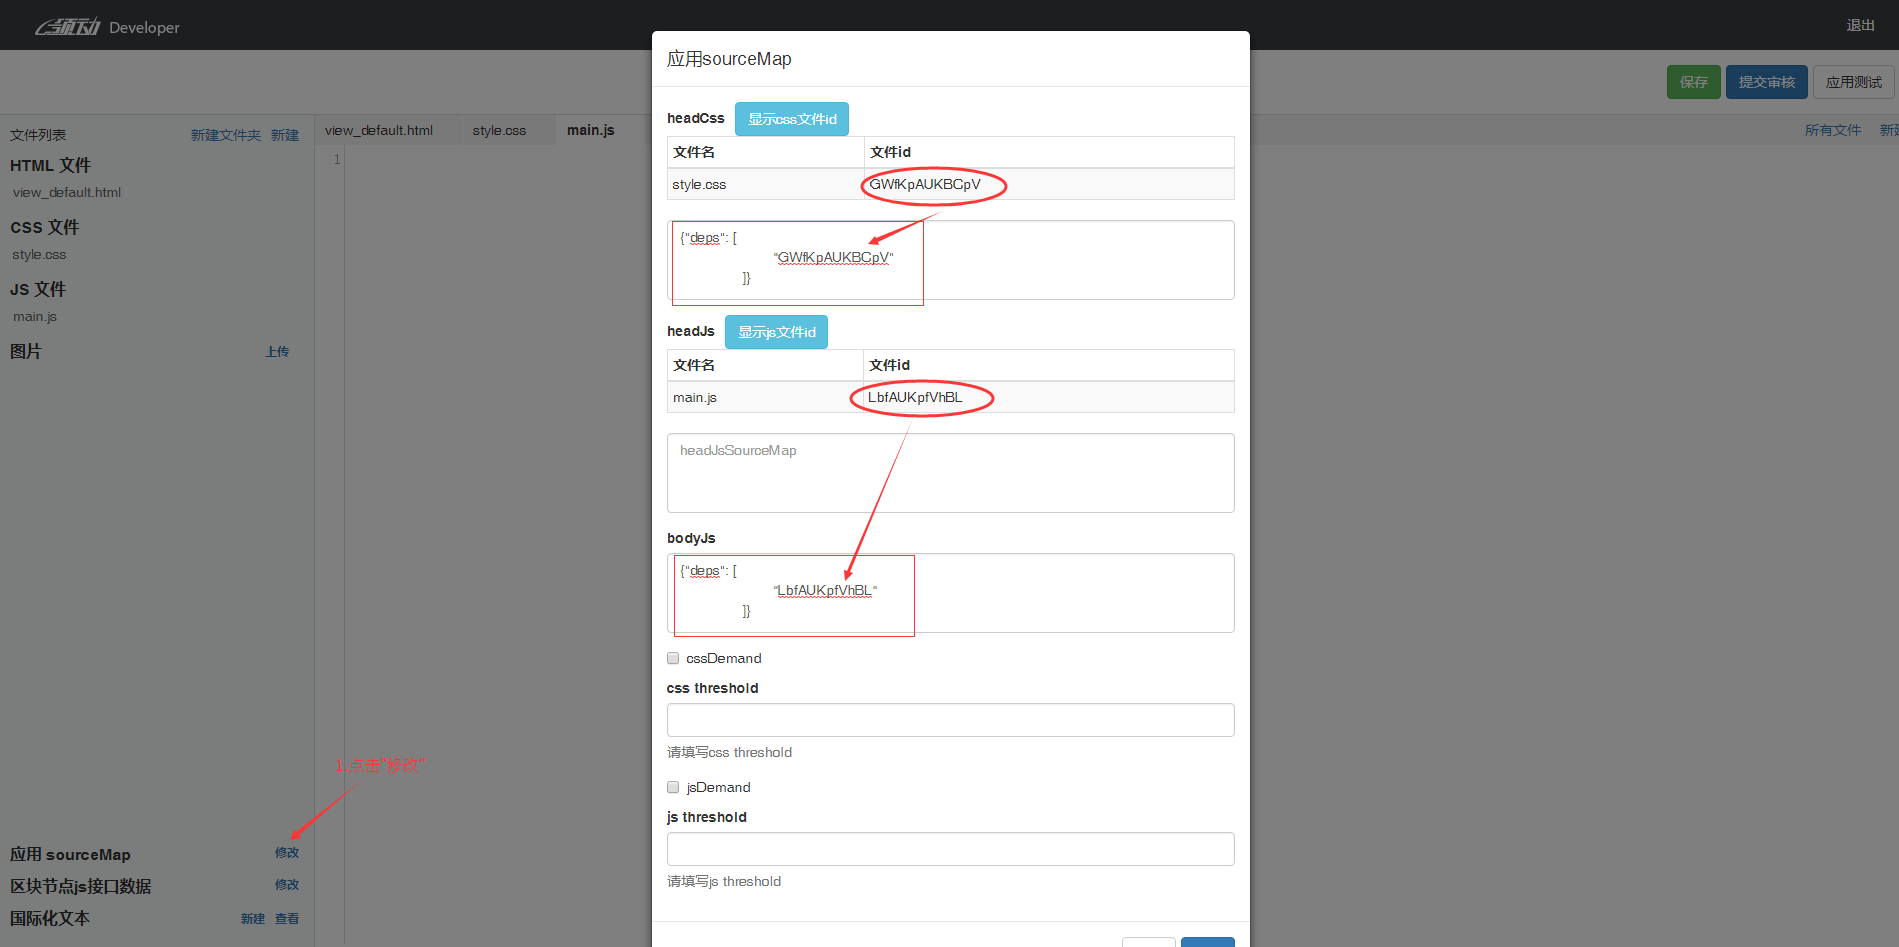 领动 Developer
退出
应用sourceMap
保存 提交审核 应用测试
headCss 显示css文件id
文件列表 新建文件夹 新建
view_default.html style.css main.js
所有文件
1
文件名 文件id
HTML 文件
style.css GWfKpAUKBCpV
view_default.html
CSS 文件
{"deps": [
"GWfKpAUKBCpV"
]}
style.css
JS 文件
main.js
headJs 显示js文件id
图片 上传
文件名 文件id
main.js LbfAUKpfVhBL
headJsSourceMap
bodyJs
{"deps": [
"LbfAUKpfVhBL"
]}
cssDemand
css threshold
请填写css threshold
1.点击"修改"
jsDemand
js threshold
应用 sourceMap 修改
请填写js threshold
区块节点js接口数据 修改
国际化文本 新建 查看